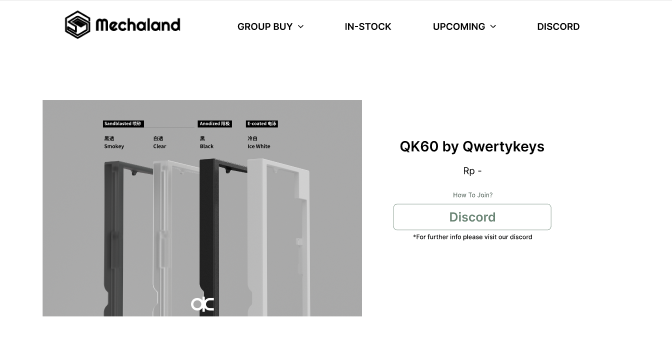 Mechaland
GROUP BUY
IN-STOCK
UPCOMING
DISCORD
Sandblasted 喷砂
Anodized 阳极
E-coated 电泳
黑透
Smokey
白透
Clear
黑
Black
冷白
Ice White
QK60 by Qwertykeys
Rp -
How To Join?
Discord
*For further info please visit our discord